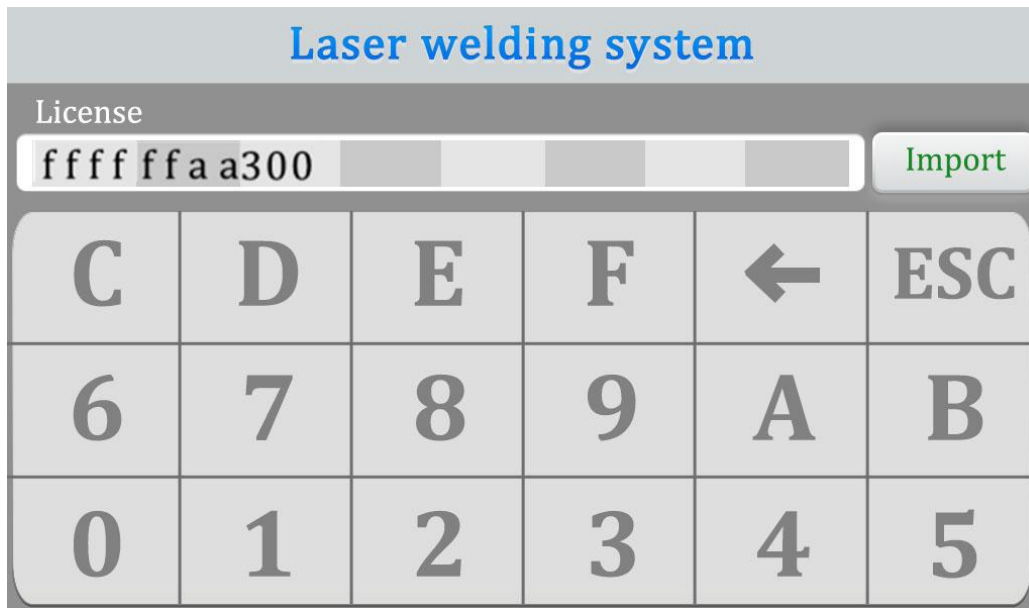 Laser welding system
License
ffffffaa300
Import
C D E F ← ESC
6 7 8 9 A B
0 1 2 3 4 5